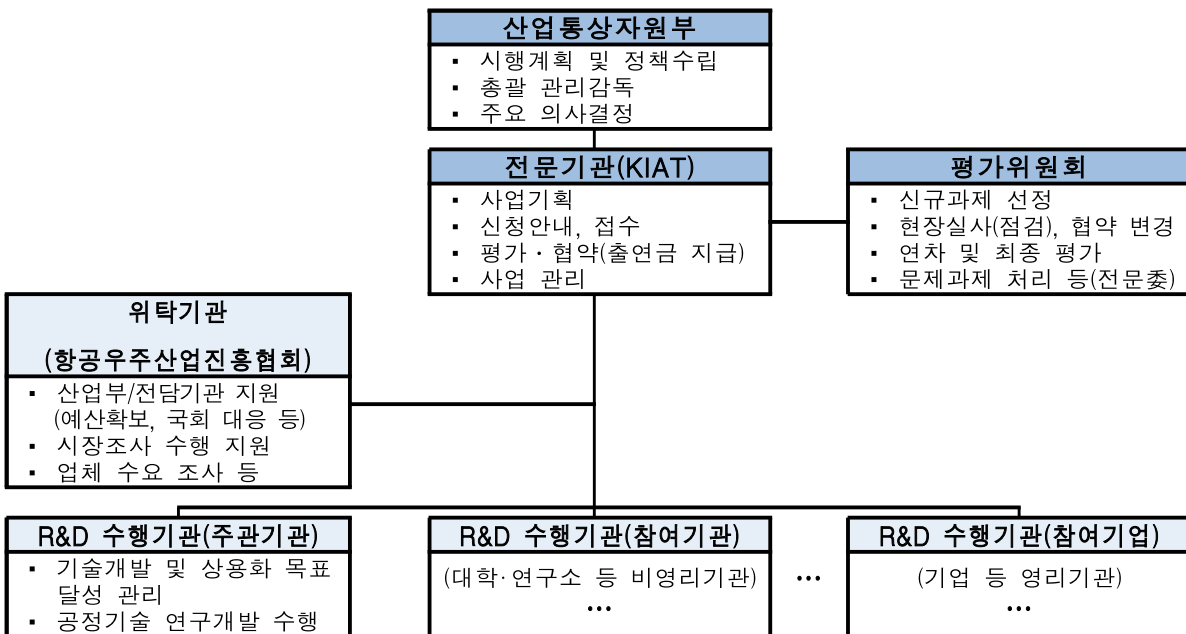 산업통상자원부
▪ 시행계획 및 정책수립
▪ 총괄 관리감독
▪ 주요 의사결정
전문기관(KIAT)
▪ 사업기획
▪ 신청안내, 접수
▪ 평가·협약(출연금 지급)
▪ 사업 관리
평가위원회
▪ 신규과제 선정
▪ 현장실사(점검), 협약 변경
▪ 연차 및 최종 평가
▪ 문제과제 처리 등(전문委)
위탁기관
(항공우주산업진흥협회)
▪ 산업부/전담기관 지원
(예산확보, 국회 대응 등)
▪ 시장조사 수행 지원
▪ 업체 수요 조사 등
R&D 수행기관(주관기관)
▪ 기술개발 및 상용화 목표
달성 관리
▪ 공정기술 연구개발 수행
R&D 수행기관(참여기관)
(대학·연구소 등 비영리기관)
…
…
R&D 수행기관(참여기업)
(기업 등 영리기관)
…